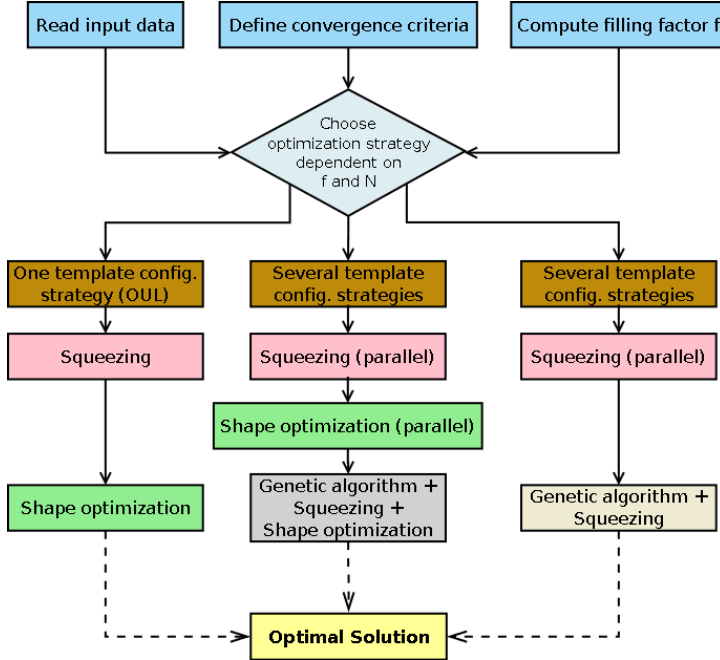 Read input data
Define convergence criteria
Compute filling factor f
Choose
optimization strategy
dependent on
f and N
One template config.
strategy (OUL)
Several template
config. strategies
Several template
config. strategies
Squeezing
Squeezing (parallel)
Squeezing (parallel)
Shape optimization (parallel)
Shape optimization
Genetic algorithm +
Squeezing +
Shape optimization
Genetic algorithm +
Squeezing
Optimal Solution